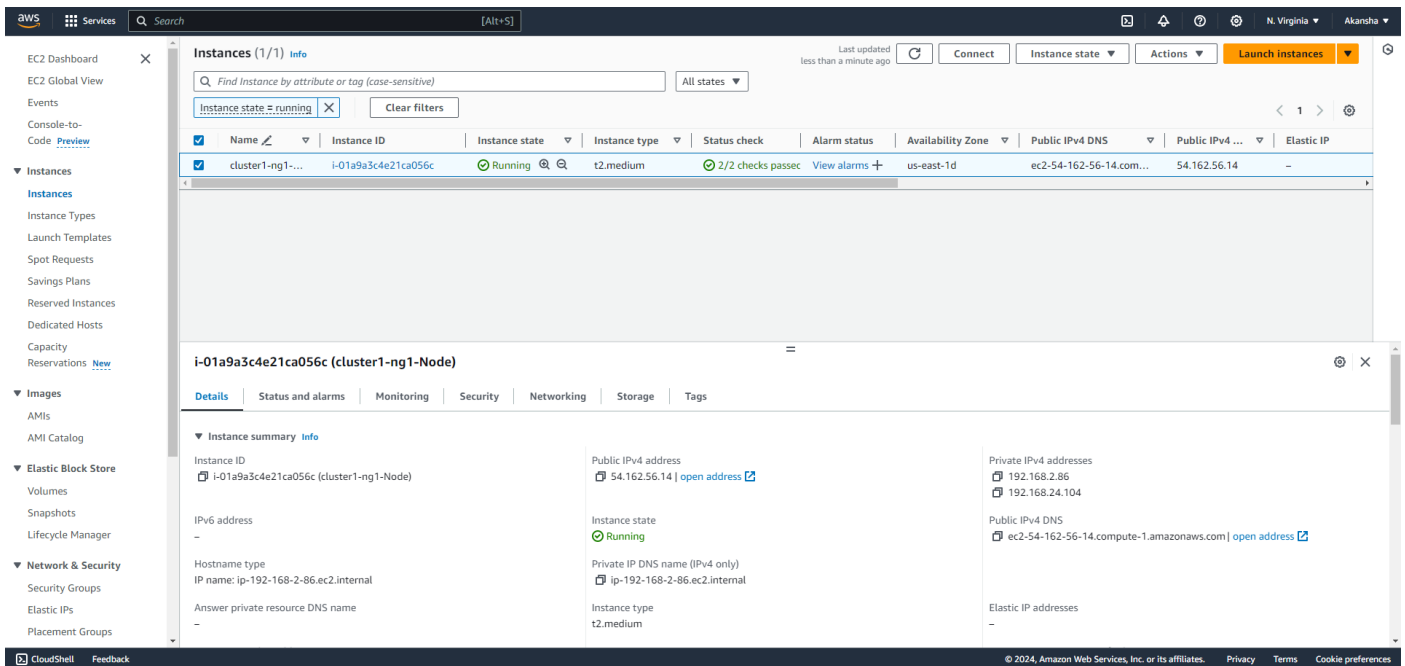 aws Services Search [Alt+S] N. Virginia Akansha
EC2 Dashboard
EC2 Global View
Events
Console-to-
Code Preview
Instances
Instances
Instance Types
Launch Templates
Spot Requests
Savings Plans
Reserved Instances
Dedicated Hosts
Capacity
Reservations New
Images
AMIs
AMI Catalog
Elastic Block Store
Volumes
Snapshots
Lifecycle Manager
Network & Security
Security Groups
Elastic IPs
Placement Groups
Instances (1/1) Info
Last updated
less than a minute ago
Connect Instance state Actions Launch instances
Find Instance by attribute or tag (case-sensitive) All states
Instance state = running Clear filters 1
Name Instance ID Instance state Instance type Status check Alarm status Availability Zone Public IPv4 DNS Public IPv4 ... Elastic IP
cluster1-ng1-... i-01a9a3c4e21ca056c Running t2.medium 2/2 checks passec View alarms + us-east-1d ec2-54-162-56-14.com... 54.162.56.14 –
i-01a9a3c4e21ca056c (cluster1-ng1-Node)
Details Status and alarms Monitoring Security Networking Storage Tags
Instance summary Info
Instance ID
i-01a9a3c4e21ca056c (cluster1-ng1-Node)
Public IPv4 address
54.162.56.14 | open address
Private IPv4 addresses
192.168.2.86
192.168.24.104
IPv6 address
–
Instance state
Running
Public IPv4 DNS
ec2-54-162-56-14.compute-1.amazonaws.com | open address
Hostname type
IP name: ip-192-168-2-86.ec2.internal
Private IP DNS name (IPv4 only)
ip-192-168-2-86.ec2.internal
Answer private resource DNS name
–
Instance type
t2.medium
Elastic IP addresses
–
CloudShell Feedback © 2024, Amazon Web Services, Inc. or its affiliates. Privacy Terms Cookie preferences